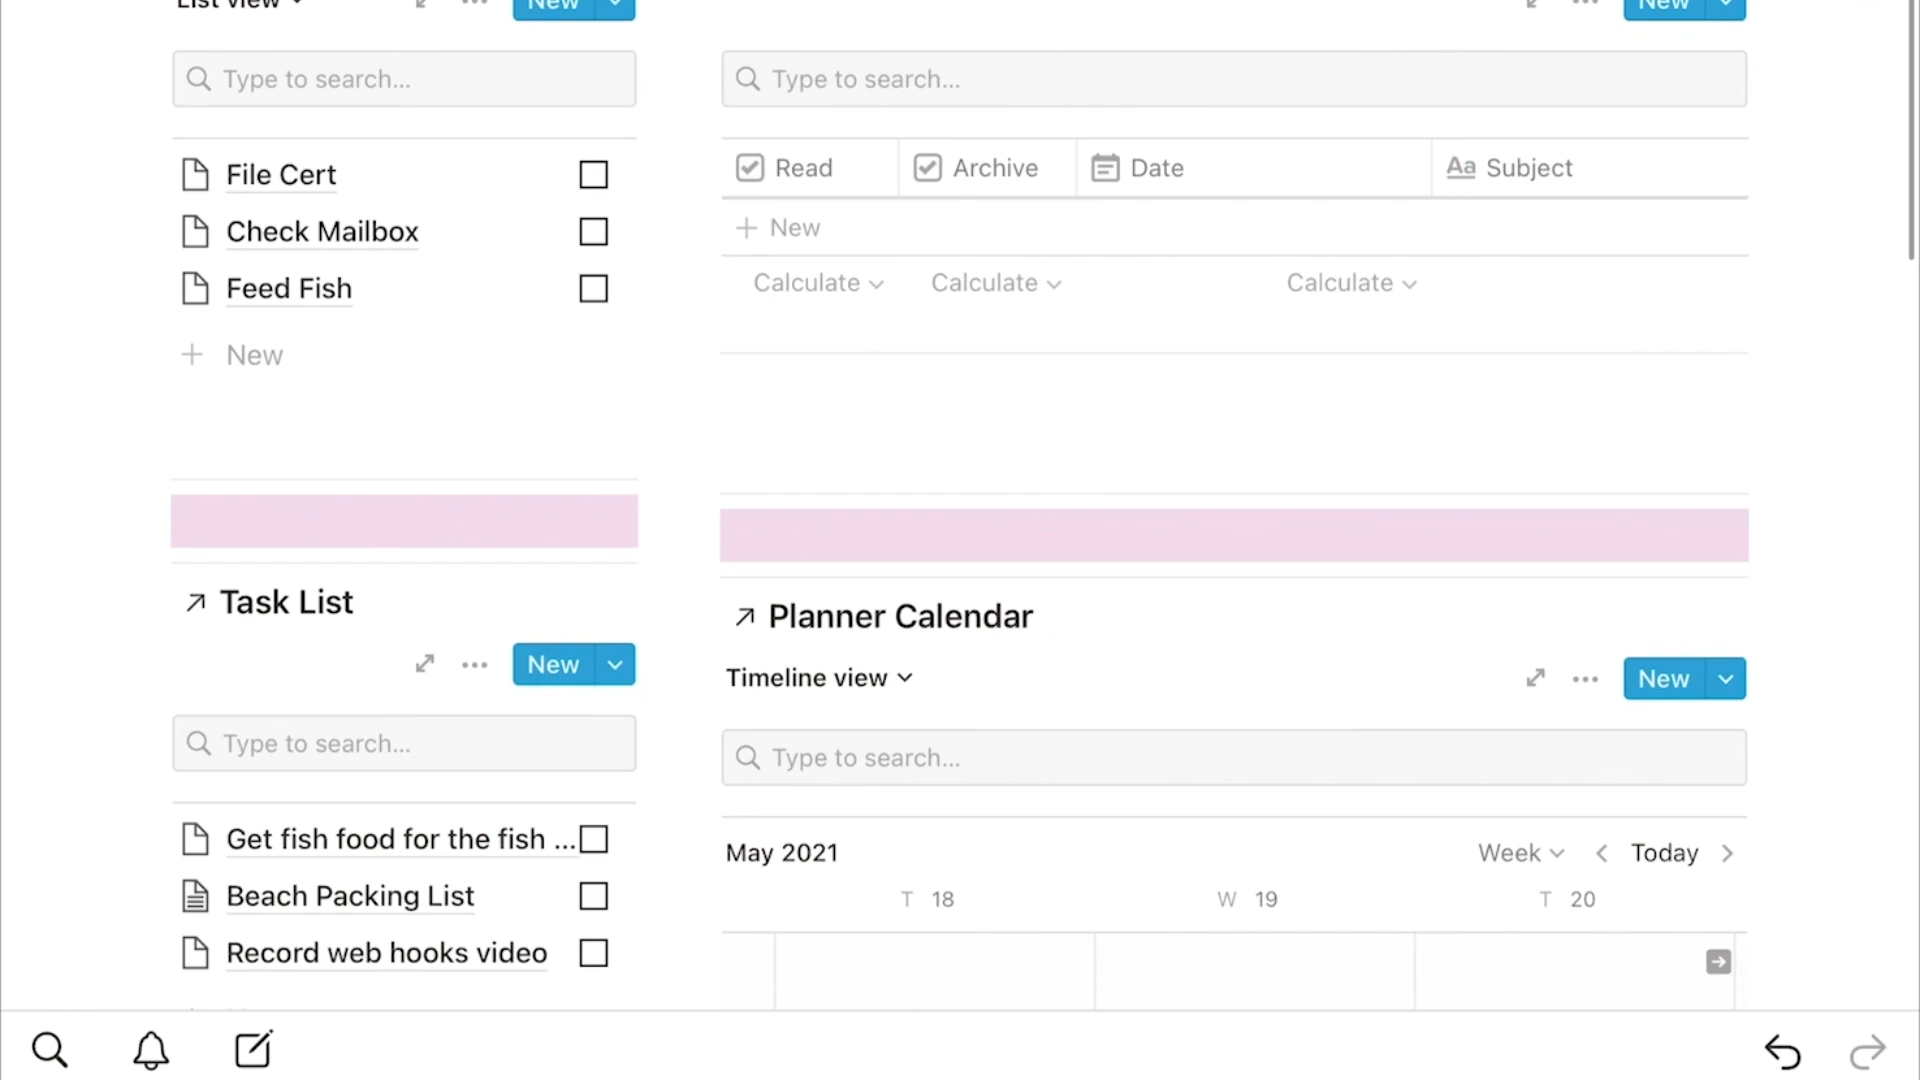 List view
New
New
Type to search...
Type to search...
Read
Archive
Date
Aa Subject
File Cert
Check Mailbox
Feed Fish
New
New
Calculate
Calculate
Calculate
Task List
New
Type to search...
Get fish food for the fish ...
Beach Packing List
Record web hooks video
Planner Calendar
Timeline view
New
Type to search...
May 2021
Week
Today
T 18
W 19
T 20